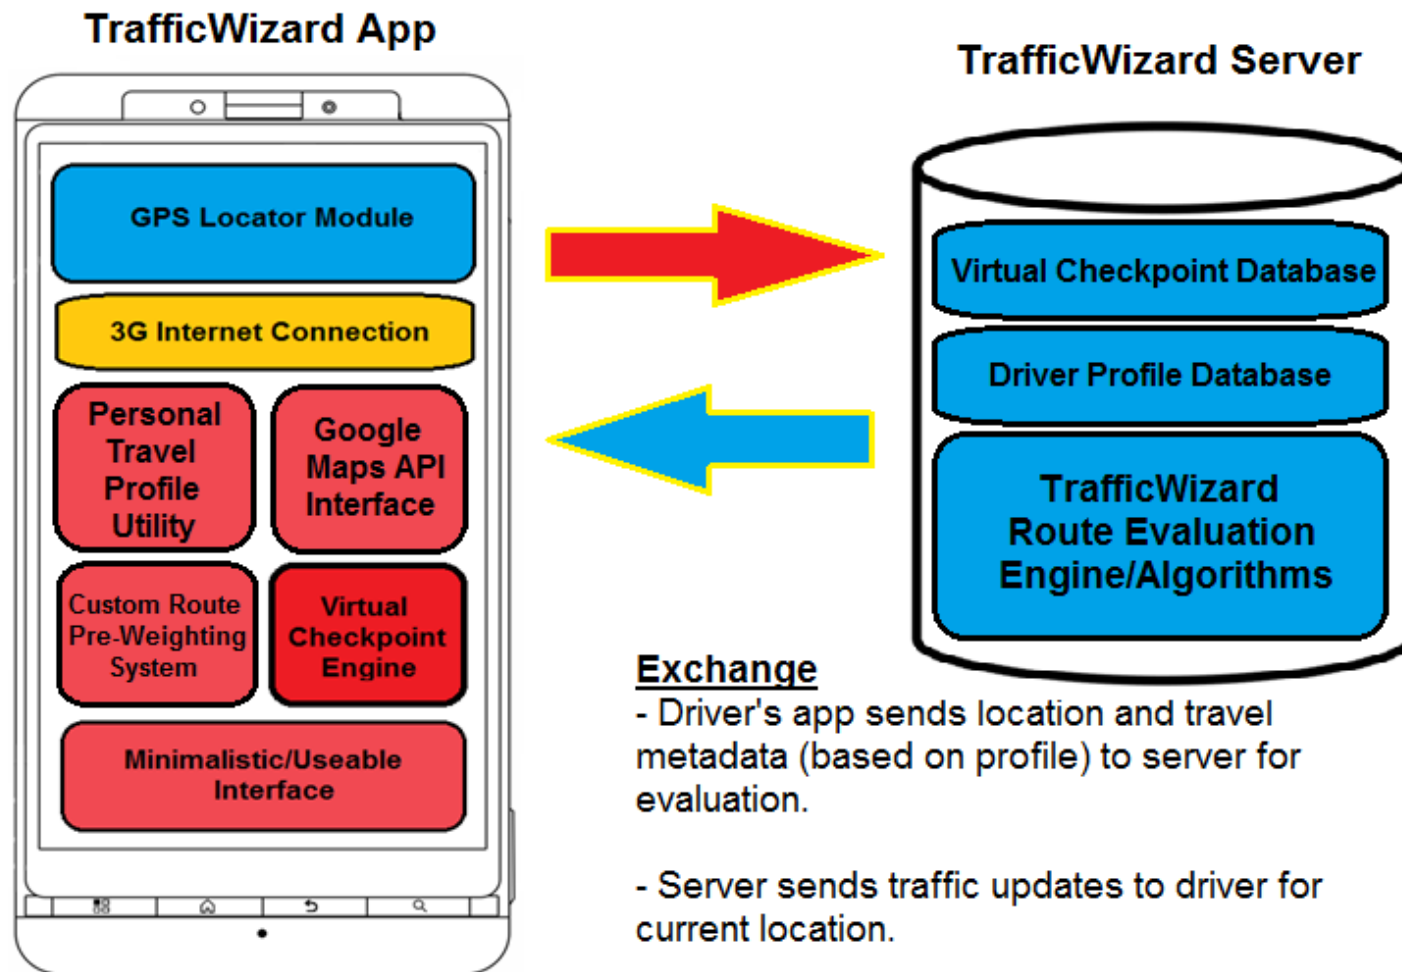 TrafficWizard App
TrafficWizard Server
GPS Locator Module
3G Internet Connection
Personal
Travel
Profile
Utility
Google
Maps API
Interface
Custom Route
Pre-Weighting
System
Virtual
Checkpoint
Engine
Minimalistic/Useable
Interface
Virtual Checkpoint Database
Driver Profile Database
TrafficWizard
Route Evaluation
Engine/Algorithms
Exchange
- Driver's app sends location and travel
metadata (based on profile) to server for
evaluation.
- Server sends traffic updates to driver for
current location.